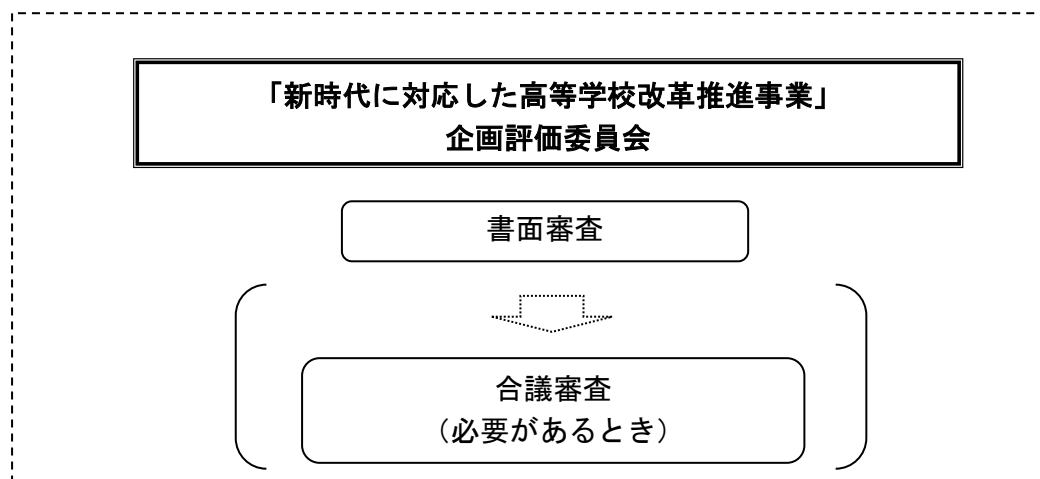 「新時代に対応した高等学校改革推進事業」
企画評価委員会
書面審査
合議審査
（必要があるとき）